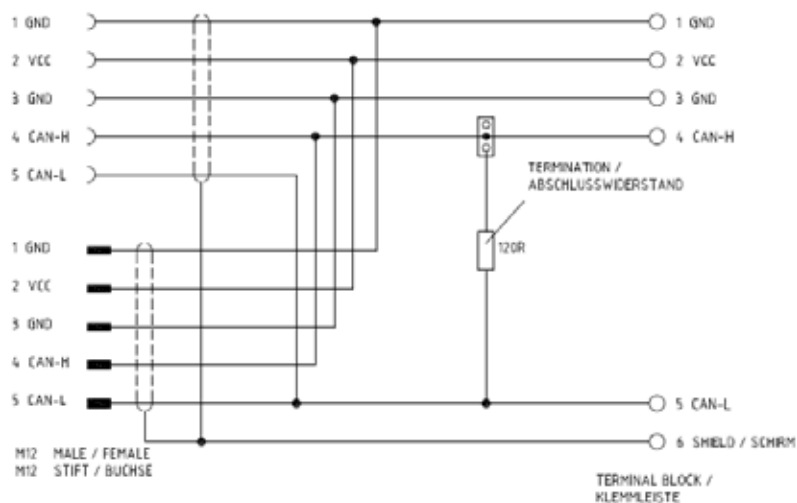 1 GND
2 VCC
3 GND
4 CAN-H
5 CAN-L
1 GND
2 VCC
3 GND
4 CAN-H
5 CAN-L
M12 MALE / FEMALE
M12 STIFT / BUCHSE
TERMINATION /
ABSCHLUSSWIDERSTAND
120R
1 GND
2 VCC
3 GND
4 CAN-H
5 CAN-L
6 SHIELD / SCHIRM
TERMINAL BLOCK /
KLEMMLEISTE